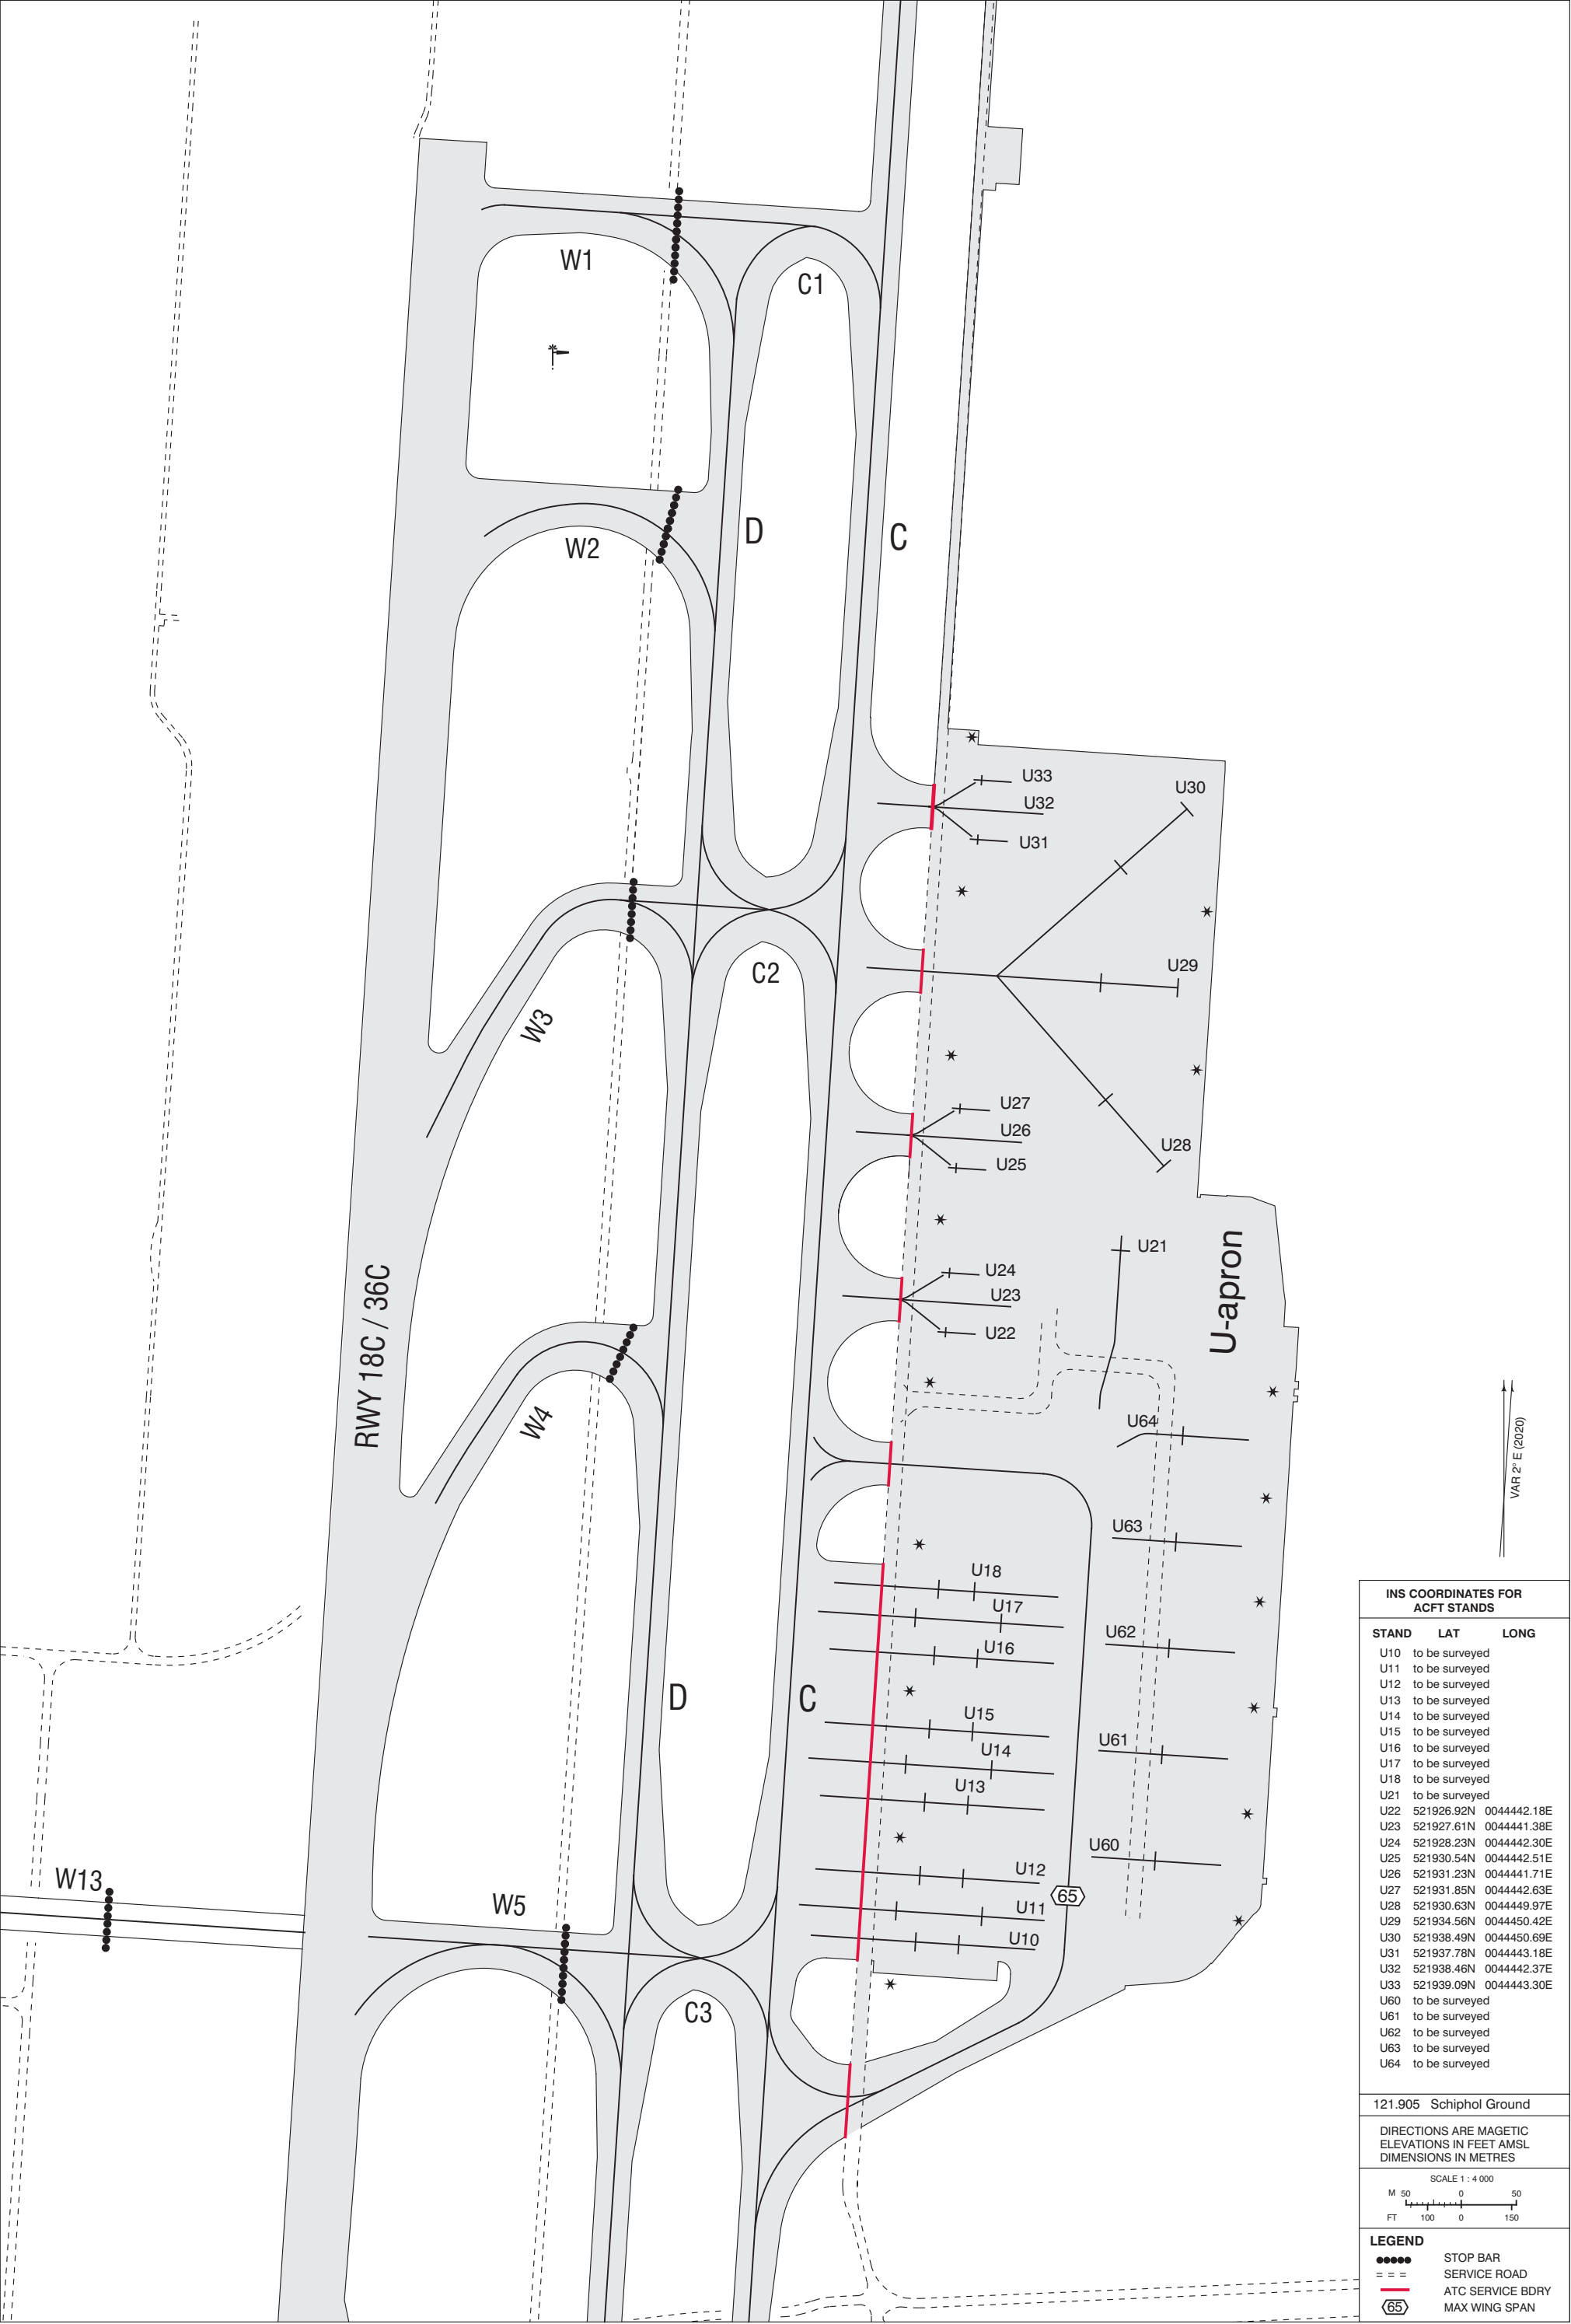 W1
C1
W2
D
C
U33
U32
U31
U30
U29
C2
W3
U27
U26
U25
U28
U21
U-apron
U24
U23
U22
RWY 18C / 36C
W4
U64
VAR 2° E (2020)
U63
U18
U17
U16
U62
D
C
U15
U14
U13
U61
U60
U12
65
U11
U10
W13
W5
C3
INS COORDINATES FOR
ACFT STANDS
STAND LAT LONG
U10 to be surveyed
U11 to be surveyed
U12 to be surveyed
U13 to be surveyed
U14 to be surveyed
U15 to be surveyed
U16 to be surveyed
U17 to be surveyed
U18 to be surveyed
U21 to be surveyed
U22 521926.92N 0044442.18E
U23 521927.61N 0044441.38E
U24 521928.23N 0044442.30E
U25 521930.54N 0044442.51E
U26 521931.23N 0044441.71E
U27 521931.85N 0044442.63E
U28 521930.63N 0044449.97E
U29 521934.56N 0044450.42E
U30 521938.49N 0044450.69E
U31 521937.78N 0044443.18E
U32 521938.46N 0044442.37E
U33 521939.09N 0044443.30E
U60 to be surveyed
U61 to be surveyed
U62 to be surveyed
U63 to be surveyed
U64 to be surveyed
121.905 Schiphol Ground
DIRECTIONS ARE MAGETIC
ELEVATIONS IN FEET AMSL
DIMENSIONS IN METRES
SCALE 1 : 4 000
M 50 0 50
FT 100 0 150
LEGEND
STOP BAR
SERVICE ROAD
ATC SERVICE BDRY
65 MAX WING SPAN